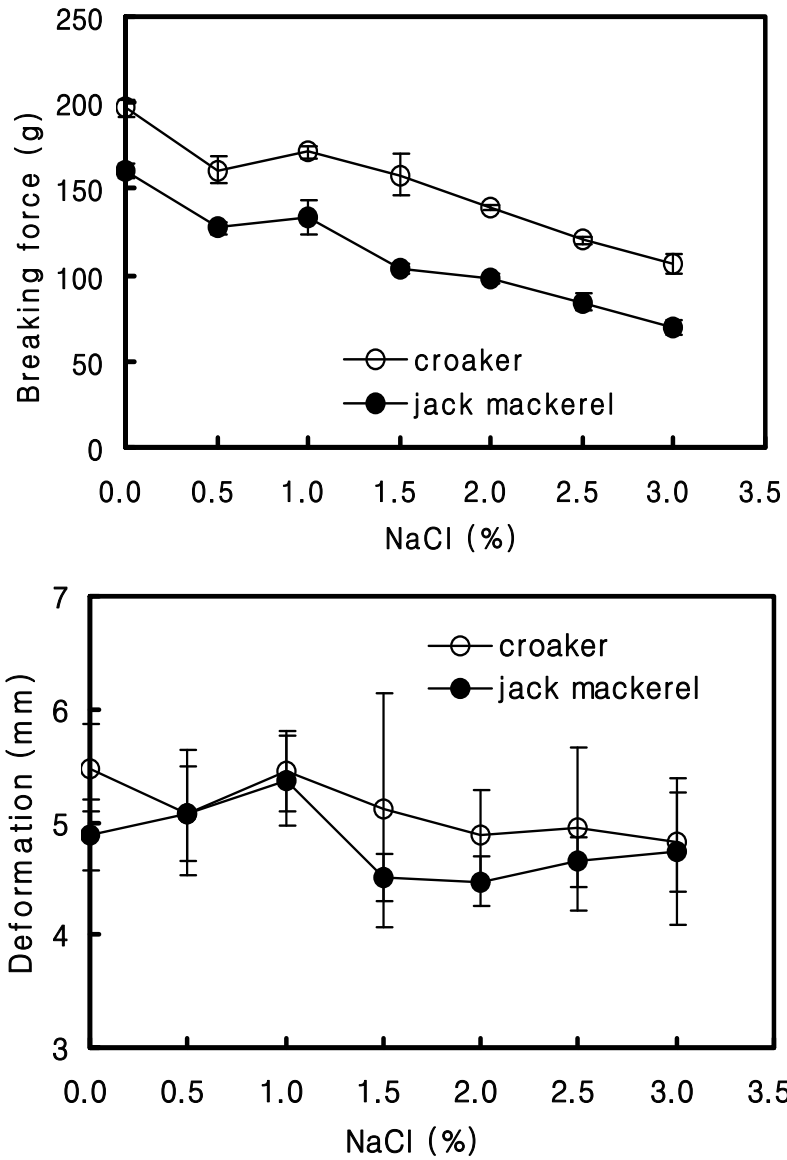 250
200
150
100
50
0
Breaking force (g)
croaker
jack mackerel
0.0 0.5 1.0 1.5 2.0 2.5 3.0 3.5
NaCl (%)
7
6
5
4
3
Deformation (mm)
croaker
jack mackerel
0.0 0.5 1.0 1.5 2.0 2.5 3.0 3.5
NaCl (%)